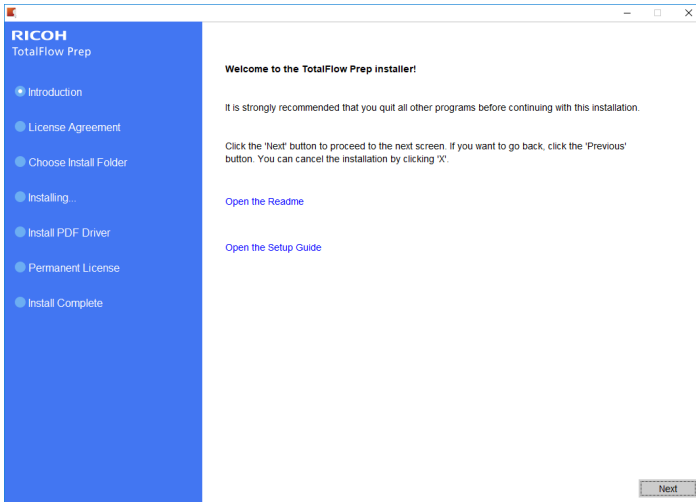 RICOH
TotalFlow Prep
Introduction
License Agreement
Choose Install Folder
Installing...
Install PDF Driver
Permanent License
Install Complete
Welcome to the TotalFlow Prep installer!
It is strongly recommended that you quit all other programs before continuing with this installation.
Click the 'Next' button to proceed to the next screen. If you want to go back, click the 'Previous'
button. You can cancel the installation by clicking 'X'.
Open the Readme
Open the Setup Guide
Next